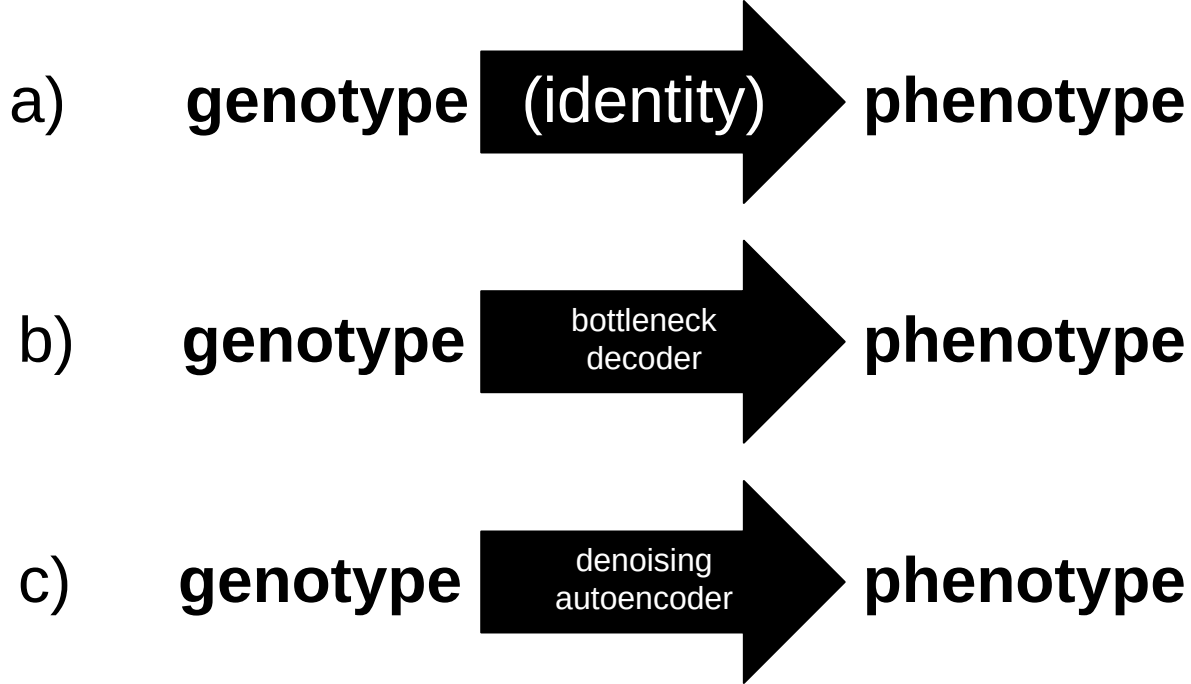 a) genotype (identity) phenotype
b) genotype bottleneck decoder phenotype
c) genotype denoising autoencoder phenotype